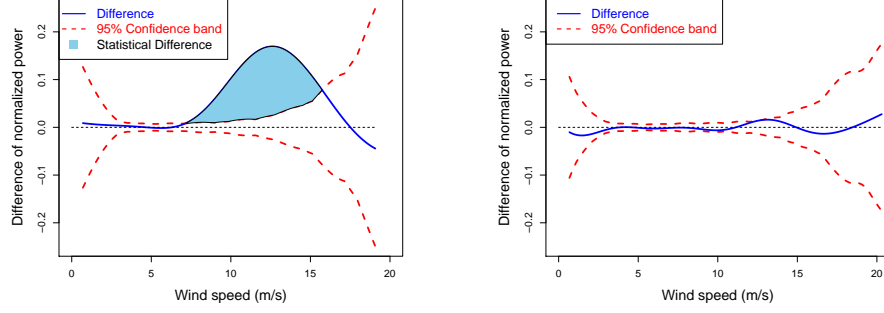 Difference
95% Confidence band
Statistical Difference
Difference of normalized power
0.2
0.1
0.0
−0.1
−0.2
0
5
10
15
20
Wind speed (m/s)
Difference
95% Confidence band
Difference of normalized power
0.2
0.1
0.0
−0.1
−0.2
0
5
10
15
20
Wind speed (m/s)